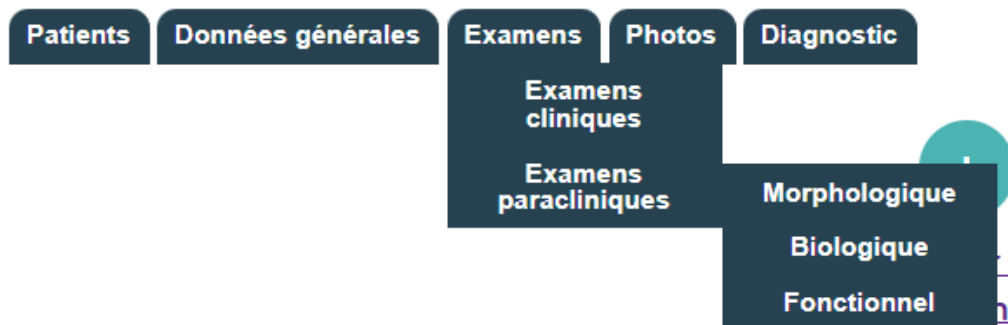 Patients
Données générales
Examens
Photos
Diagnostic
Examens
cliniques
Examens
paracliniques
Morphologique
Biologique
Fonctionnel